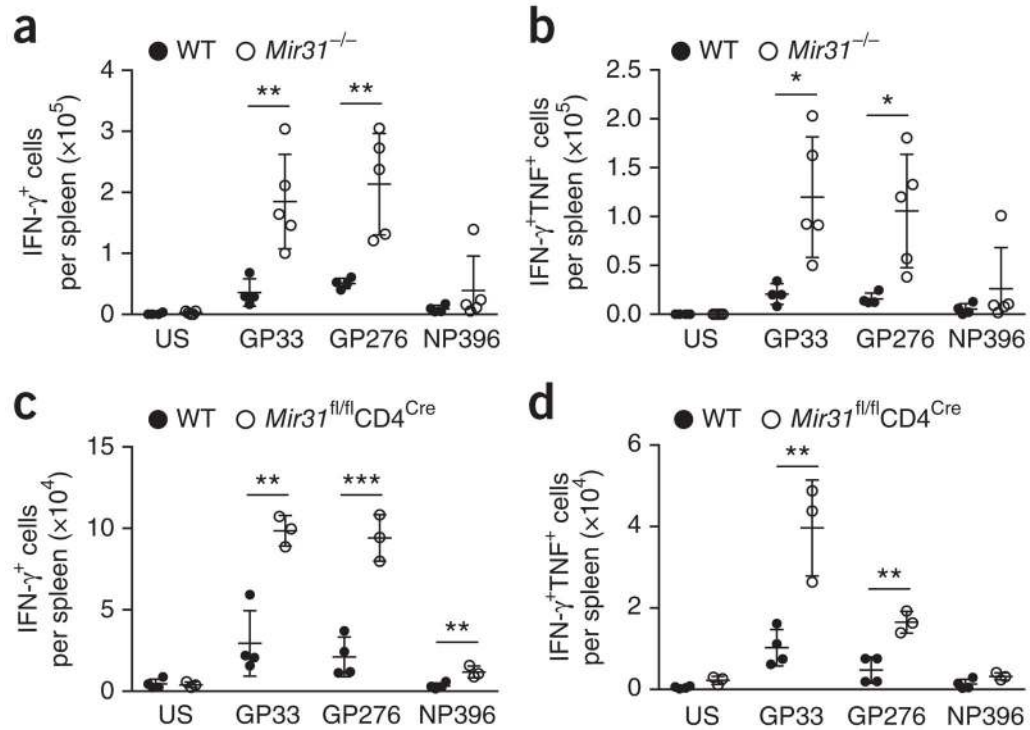 a
● WT ○ Mir31⁻/⁻
IFN-γ⁺ cells
per spleen (×10⁵)
4
3
2
1
0
** **
US GP33 GP276 NP396
b
● WT ○ Mir31⁻/⁻
IFN-γ⁺TNF⁺ cells
per spleen (×10⁵)
2.5
2.0
1.5
1.0
0.5
0.0
* *
US GP33 GP276 NP396
c
● WT ○ Mir31fl/flCD4Cre
IFN-γ⁺ cells
per spleen (×10⁴)
15
10
5
0
** *** **
US GP33 GP276 NP396
d
● WT ○ Mir31fl/flCD4Cre
IFN-γ⁺TNF⁺ cells
per spleen (×10⁴)
6
4
2
0
** **
US GP33 GP276 NP396